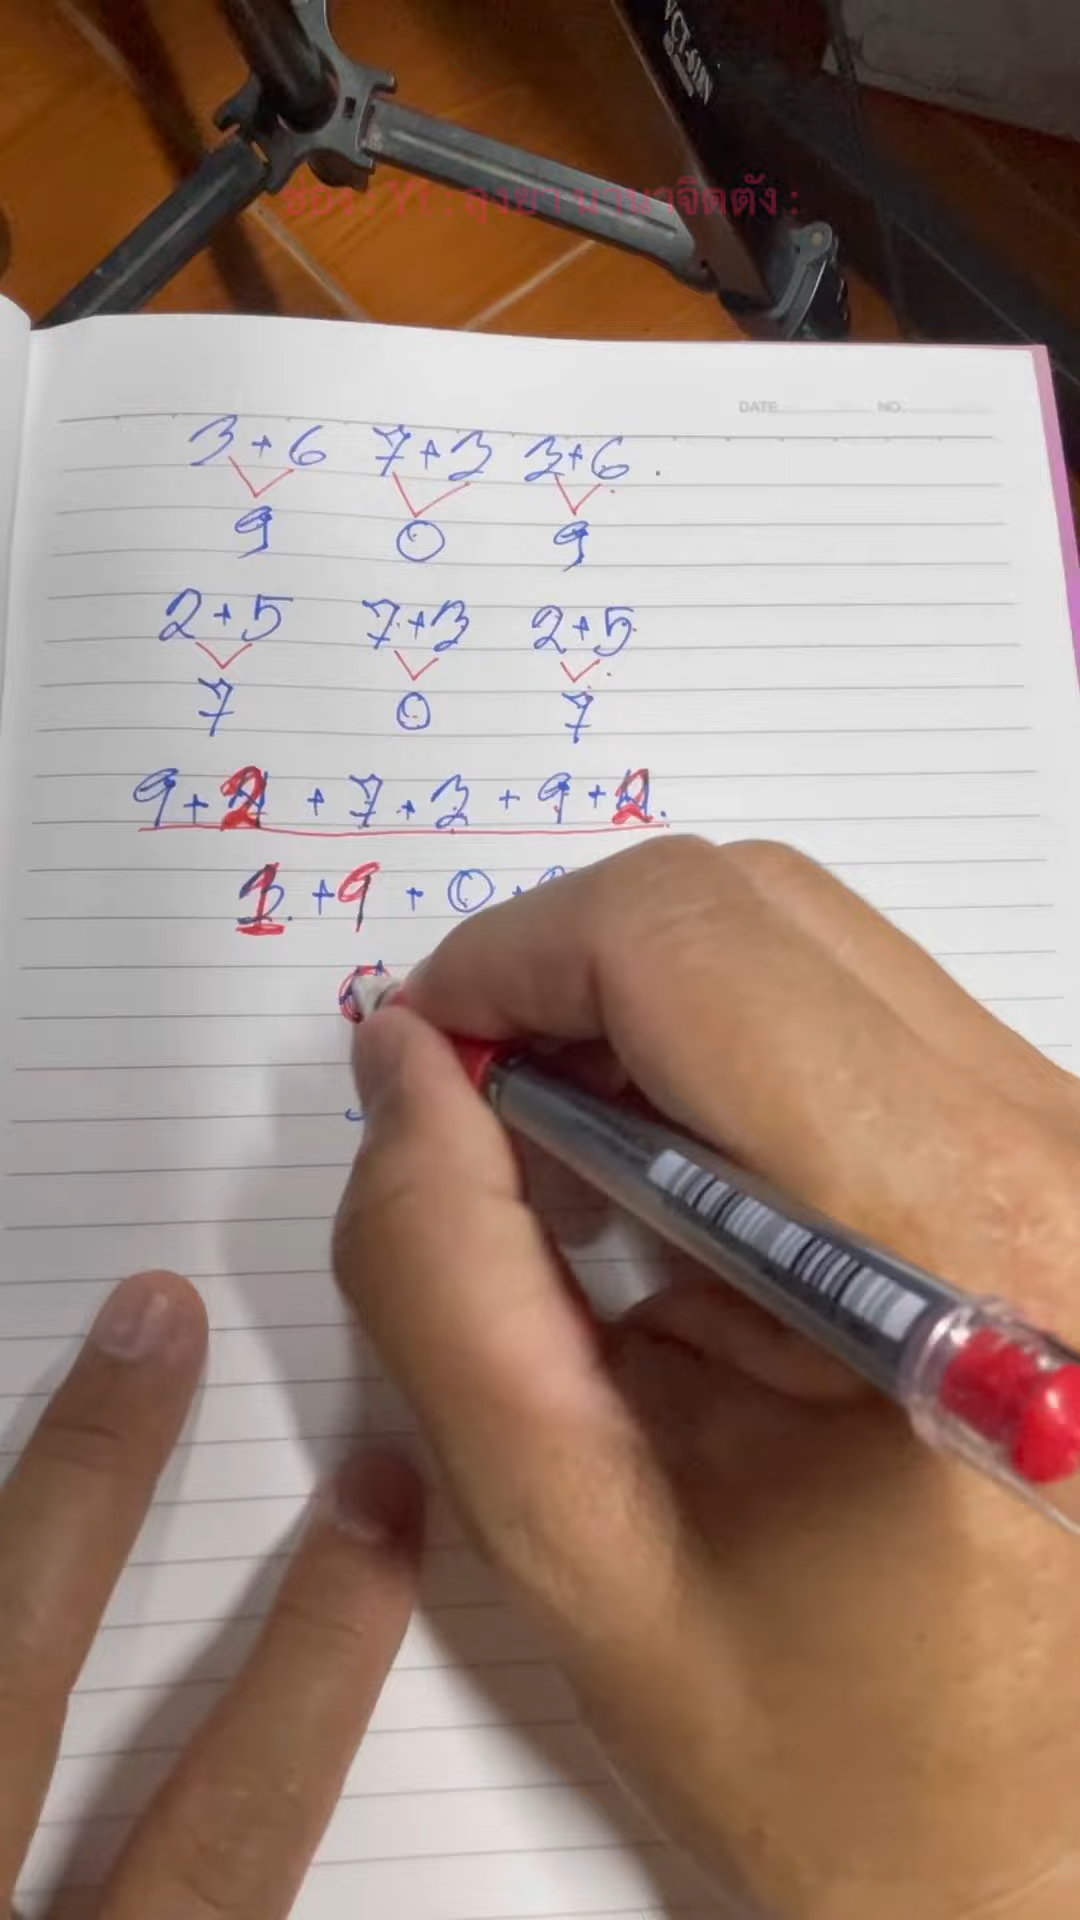 ช่อง : Yt : ลุงยา นานาจิตตัง :
DATE NO.
3+6 7+3 3+6 .
9 0 9
2+5 7+3 2+5
7 0 7
9+2 +7+3 +9+2.
1 +9 + 0 +